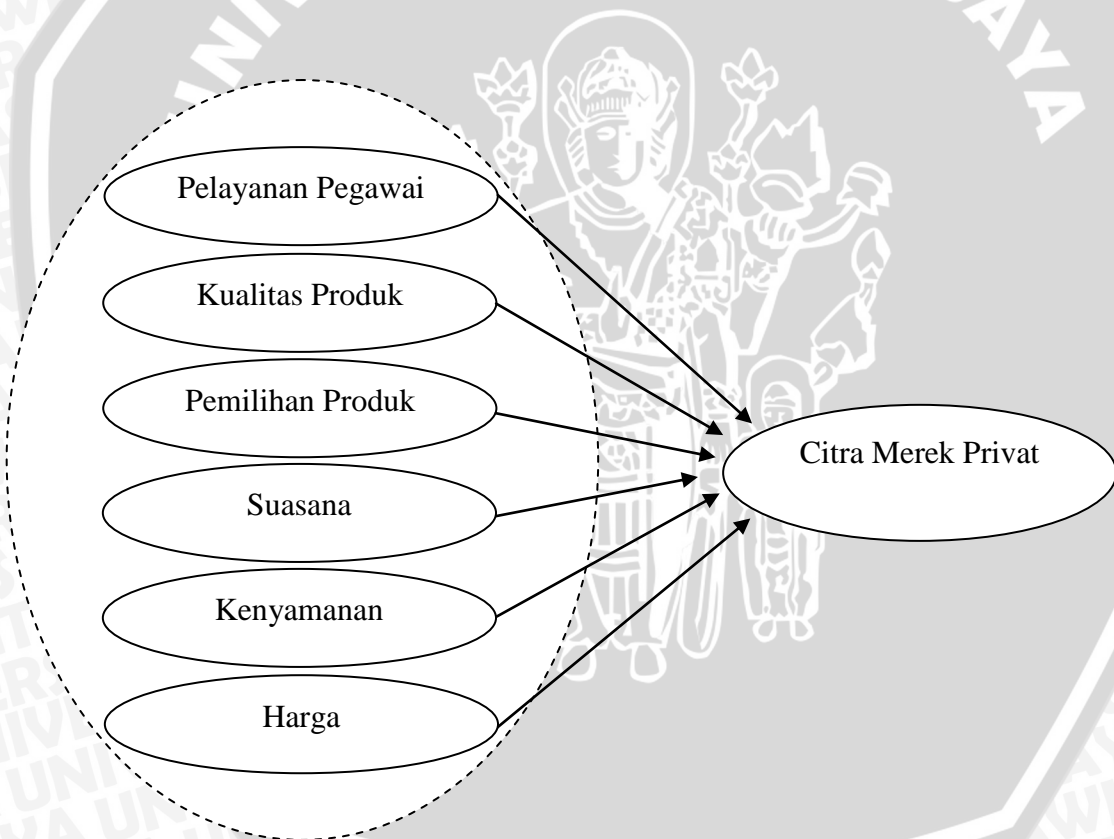 Pelayanan Pegawai
Kualitas Produk
Pemilihan Produk
Citra Merek Privat
Suasana
Kenyamanan
Harga